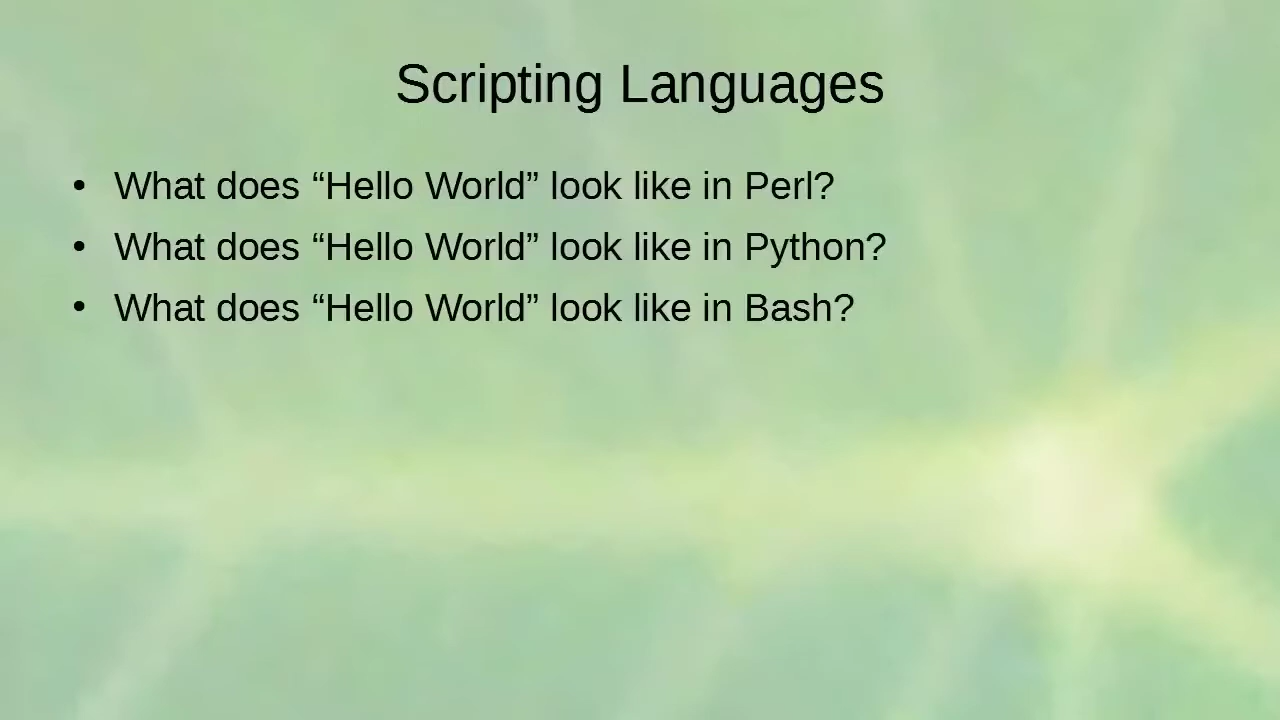 Scripting Languages
• What does “Hello World” look like in Perl?
• What does “Hello World” look like in Python?
• What does “Hello World” look like in Bash?